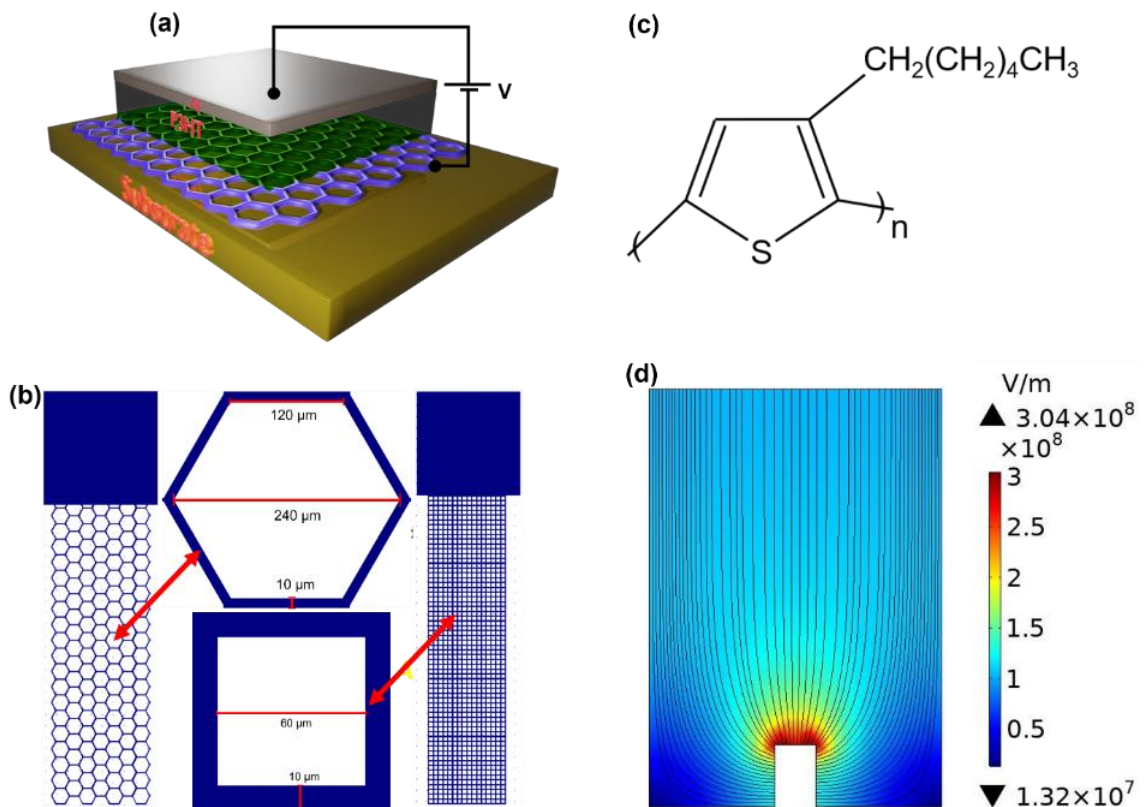 (a)
V
P3HT
Substrate
(b)
120 µm
240 µm
10 µm
60 µm
10 µm
(c)
CH2(CH2)4CH3
S
n
(d)
V/m
▲ 3.04×10^8
×10^8
3
2.5
2
1.5
1
0.5
▼ 1.32×10^7